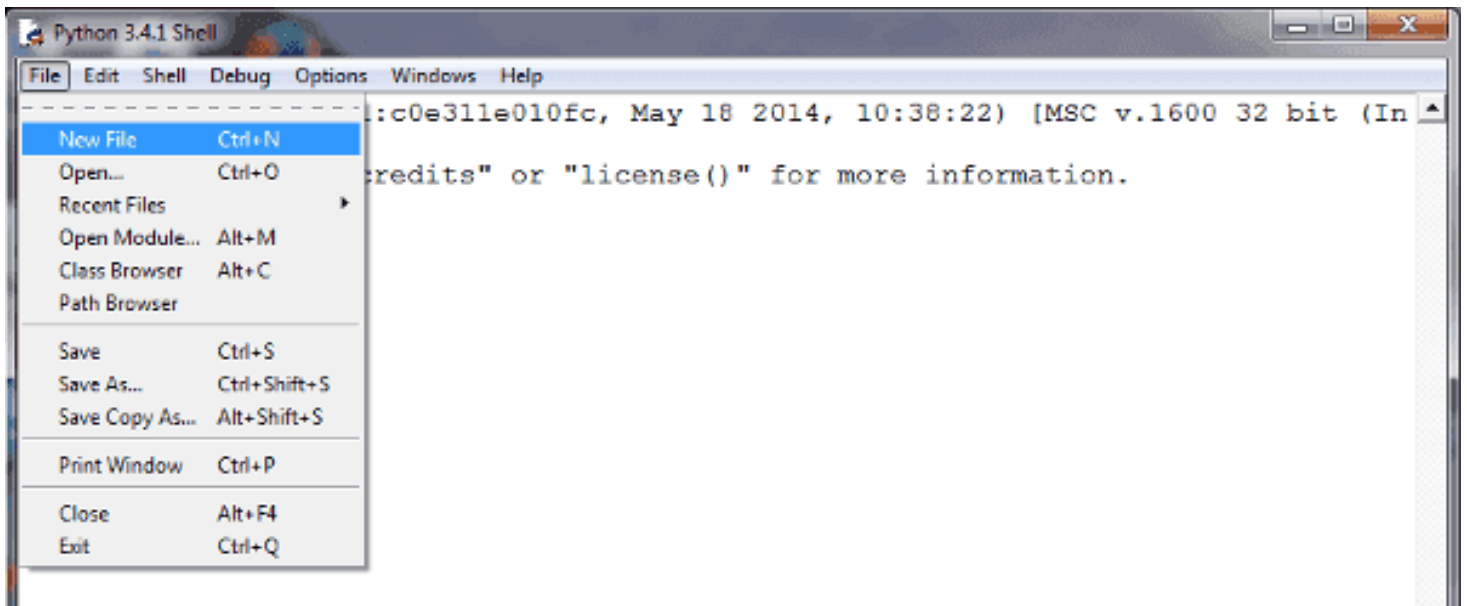 Python 3.4.1 Shell
File Edit Shell Debug Options Windows Help
:c0e311e010fc, May 18 2014, 10:38:22) [MSC v.1600 32 bit (In
New File Ctrl+N
Open... Ctrl+O
redits" or "license()" for more information.
Recent Files
Open Module... Alt+M
Class Browser Alt+C
Path Browser
Save Ctrl+S
Save As... Ctrl+Shift+S
Save Copy As... Alt+Shift+S
Print Window Ctrl+P
Close Alt+F4
Exit Ctrl+Q